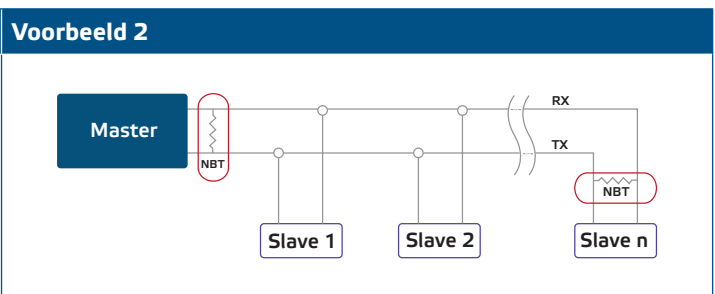 Voorbeeld 2
RX
Master
TX
NBT
NBT
Slave 1
Slave 2
Slave n